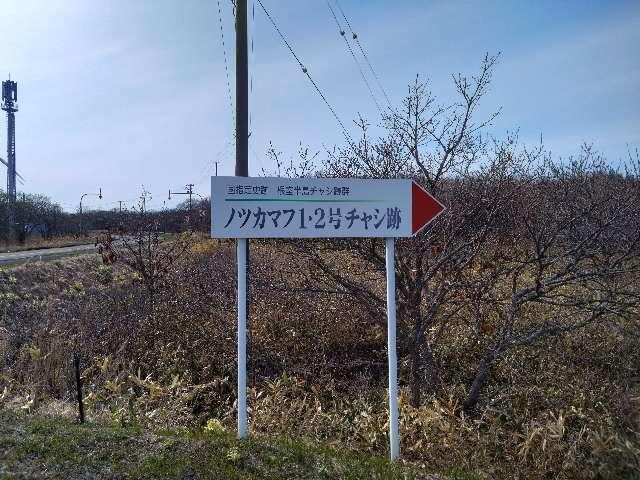 国指定史跡 根室半島チャシ跡群
ノツカマフ1・2号チャシ跡